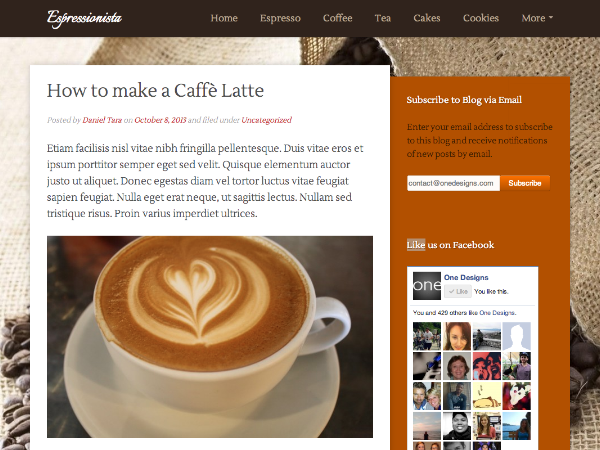 Espressionista
Home Espresso Coffee Tea Cakes Cookies More
How to make a Caffè Latte
Posted by Daniel Tara on October 8, 2013 and filed under Uncategorized
Etiam facilisis nisl vitae nibh fringilla pellentesque. Duis vitae eros et
ipsum porttitor semper eget sed velit. Quisque elementum auctor
justo ut aliquet. Donec egestas diam vel tortor luctus vitae feugiat
sapien feugiat. Nulla eget erat neque, ut sagittis lectus. Nullam sed
tristique risus. Proin varius imperdiet ultrices.
Subscribe to Blog via Email
Enter your email address to subscribe
to this blog and receive notifications
of new posts by email.
contact@onedesigns.com Subscribe
Like us on Facebook
one
One Designs
Like You like this.
You and 429 others like One Designs.